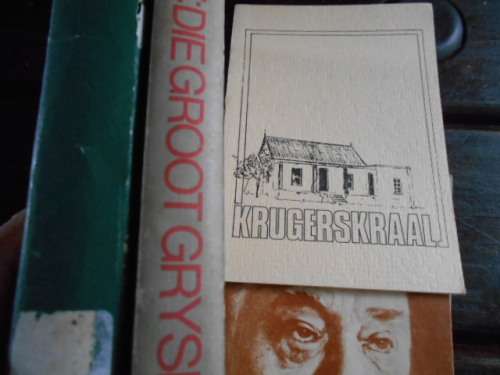 : DIE GROOT GRYS
KRUGERSKRAAL